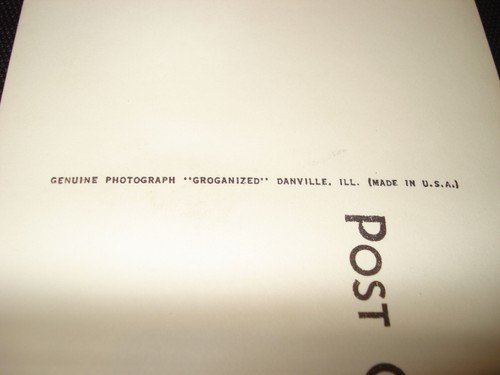 GENUINE PHOTOGRAPH "GROGANIZED" DANVILLE, ILL. (MADE IN U.S.A.)
POST